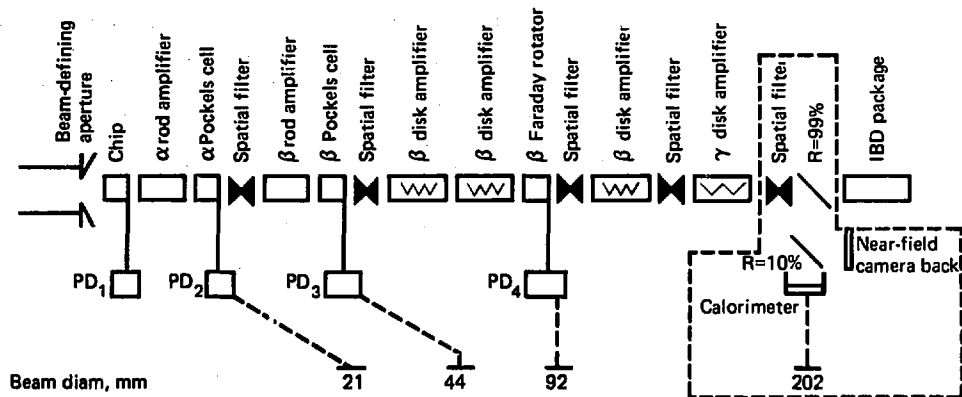 Beam-defining
aperture
Chip
α rod amplifier
α Pockels cell
Spatial filter
β rod amplifier
β Pockels cell
Spatial filter
β disk amplifier
β disk amplifier
β Faraday rotator
Spatial filter
β disk amplifier
Spatial filter
γ disk amplifier
Spatial filter
R=99%
IBD package
PD1
PD2
PD3
PD4
R=10%
Near-field
camera back
Calorimeter
Beam diam, mm
21
44
92
202